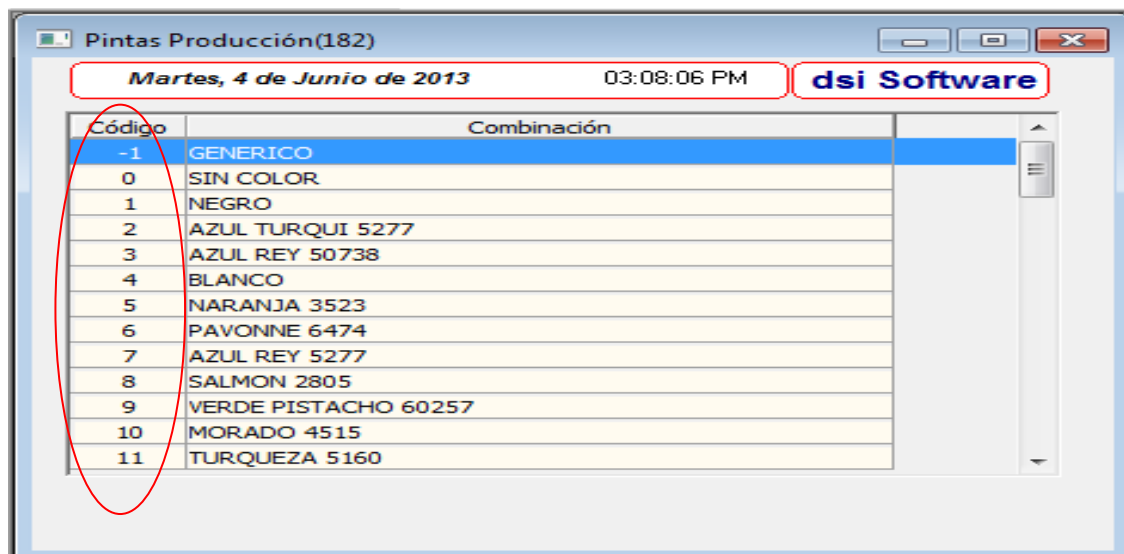 Pintas Producción(182)
Martes, 4 de Junio de 2013 03:08:06 PM dsi Software
Código Combinación
-1 GENERICO
0 SIN COLOR
1 NEGRO
2 AZUL TURQUI 5277
3 AZUL REY 50738
4 BLANCO
5 NARANJA 3523
6 PAVONNE 6474
7 AZUL REY 5277
8 SALMON 2805
9 VERDE PISTACHO 60257
10 MORADO 4515
11 TURQUEZA 5160